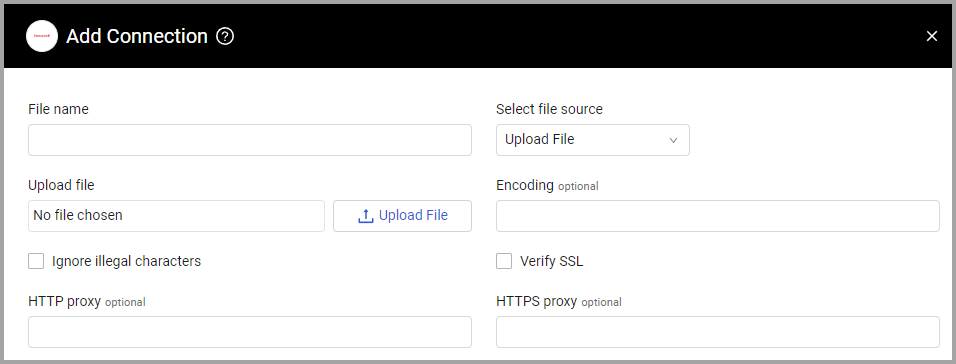 Add Connection ?
File name
Select file source
Upload File
Upload file
Encoding optional
No file chosen
Upload File
Ignore illegal characters
Verify SSL
HTTP proxy optional
HTTPS proxy optional